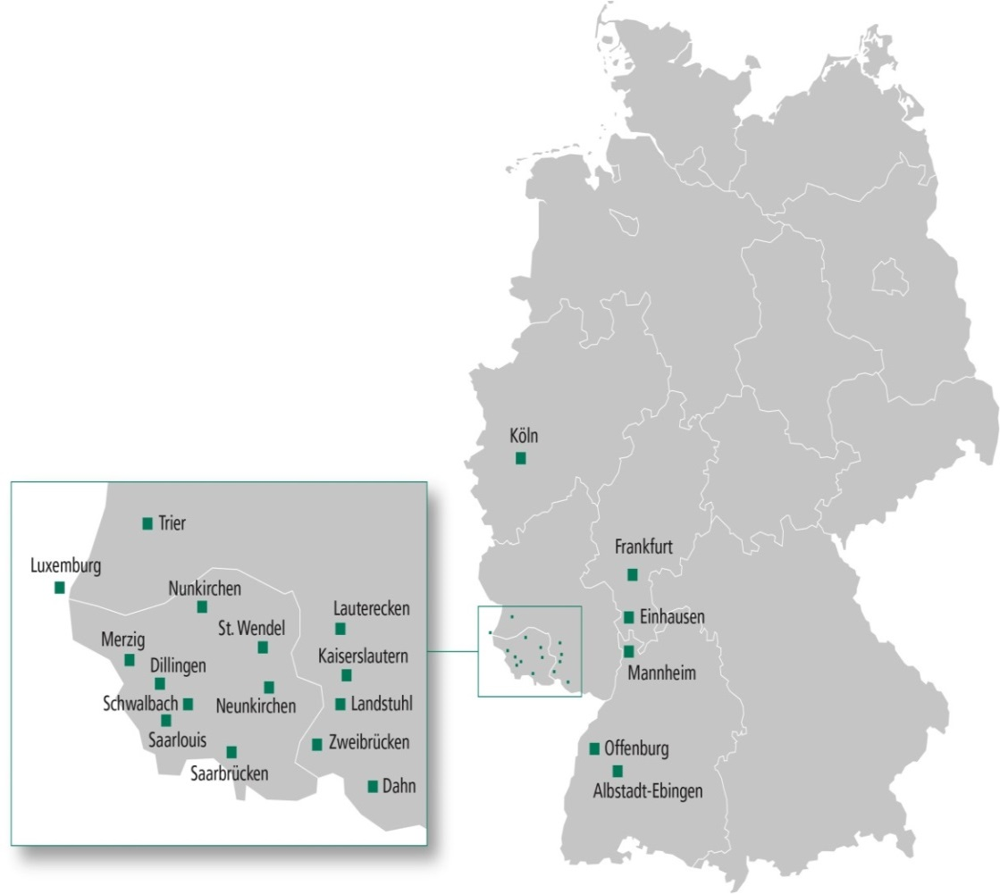 Köln
Frankfurt
Einhausen
Mannheim
Offenburg
Albstadt-Ebingen
Trier
Luxemburg
Nunkirchen
Lauterecken
St. Wendel
Merzig
Kaiserslautern
Dillingen
Schwalbach
Neunkirchen
Landstuhl
Saarlouis
Zweibrücken
Saarbrücken
Dahn